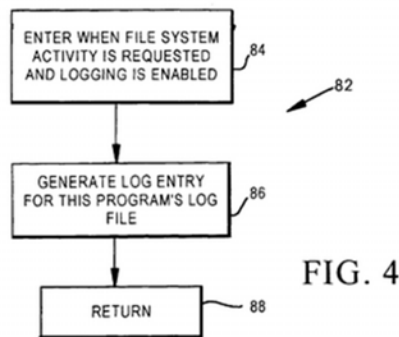 ENTER WHEN FILE SYSTEM
ACTIVITY IS REQUESTED
AND LOGGING IS ENABLED
84
82
GENERATE LOG ENTRY
FOR THIS PROGRAM'S LOG
FILE
86
FIG. 4
RETURN
88